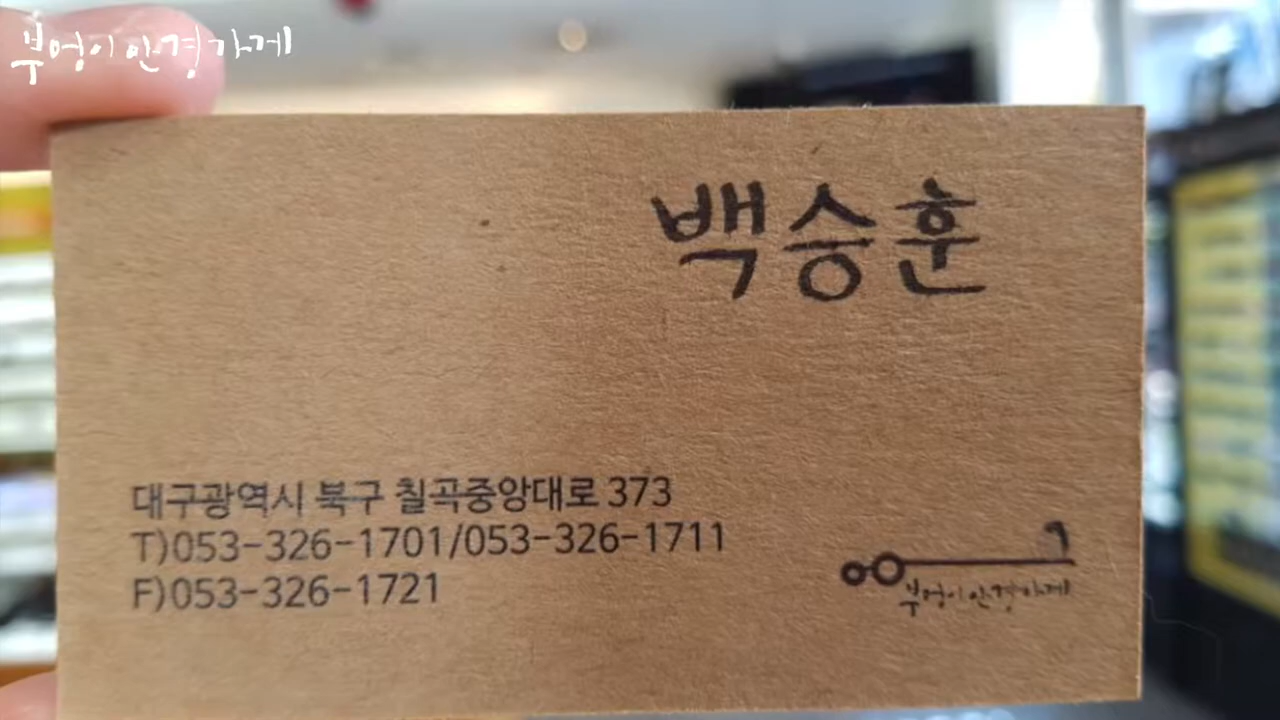 부엉이안경가게
백승훈
대구광역시 북구 칠곡중앙대로 373
T)053-326-1701/053-326-1711
F)053-326-1721
부엉이안경가게